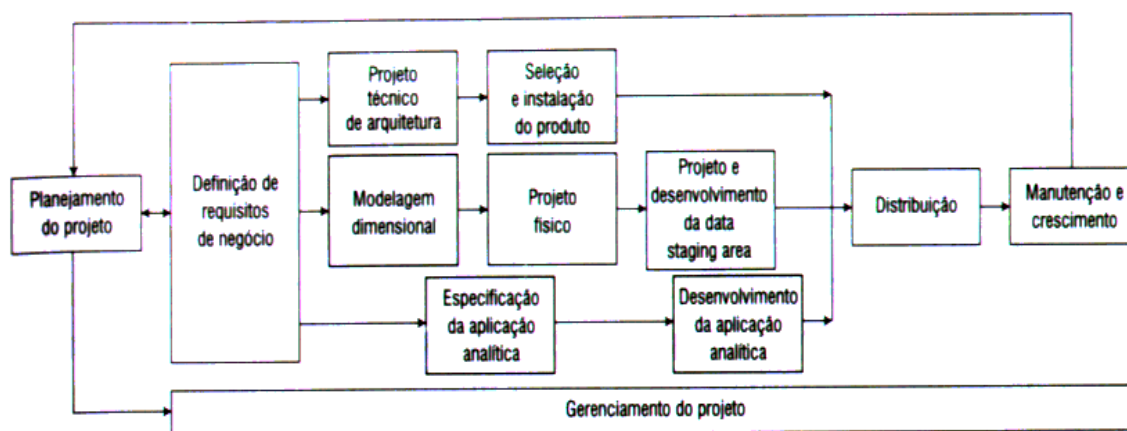 Planejamento
do projeto
Definição de
requisitos
de negócio
Projeto
técnico
de arquitetura
Seleção
e instalação
do produto
Modelagem
dimensional
Projeto
físico
Projeto e
desenvolvimento
da data
staging area
Especificação
da aplicação
analítica
Desenvolvimento
da aplicação
analítica
Distribuição
Manutenção e
crescimento
Gerenciamento do projeto